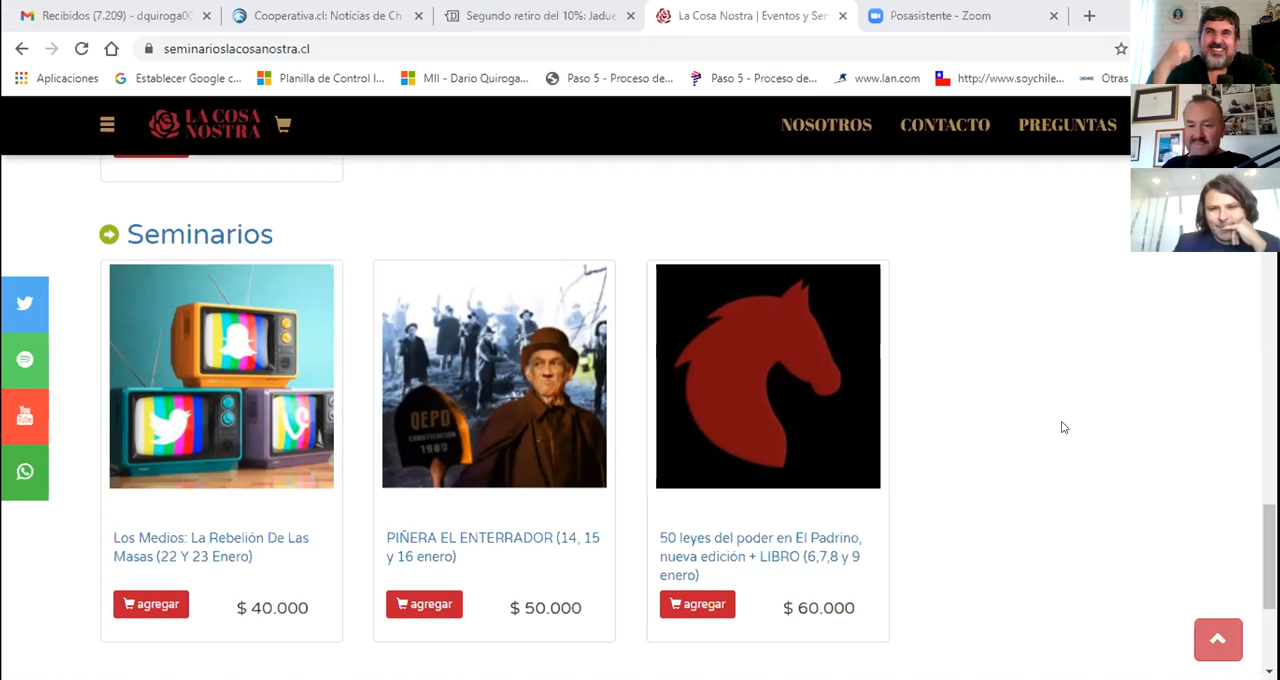 Recibidos (7.209) - dquiroga00
Cooperativa.cl: Noticias de Ch
Segundo retiro del 10%: Jadue
La Cosa Nostra | Eventos y Ser
Posasistente - Zoom
seminarioslacosanostra.cl
Aplicaciones
Establecer Google c...
Planilla de Control I...
MII - Dario Quiroga...
Paso 5 - Proceso de...
Paso 5 - Proceso de...
www.lan.com
http://www.soychile...
Otras
LA COSA
NOSTRA
NOSOTROS
CONTACTO
PREGUNTAS
Seminarios
QEPD
CONSTITUCION
1980
You
Tube
Los Medios: La Rebelión De Las
Masas (22 Y 23 Enero)
agregar
$ 40.000
PIÑERA EL ENTERRADOR (14, 15
y 16 enero)
agregar
$ 50.000
50 leyes del poder en El Padrino,
nueva edición + LIBRO (6,7,8 y 9
enero)
agregar
$ 60.000